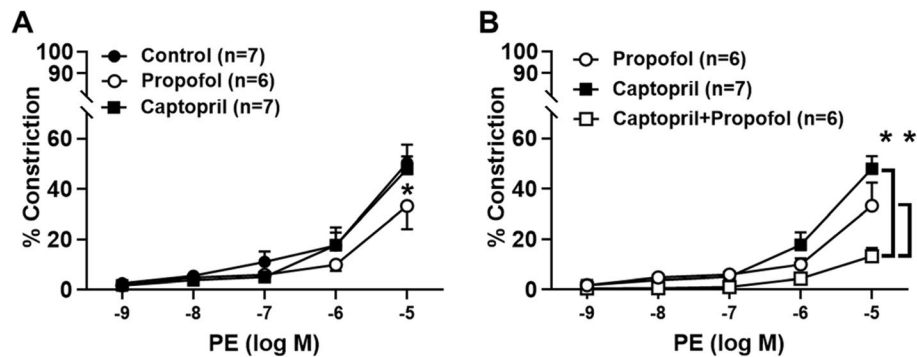 A
100
90
60
40
20
0
% Constriction
Control (n=7)
Propofol (n=6)
Captopril (n=7)
*
-9 -8 -7 -6 -5
PE (log M)
B
100
90
60
40
20
0
% Constriction
Propofol (n=6)
Captopril (n=7)
Captopril+Propofol (n=6)
* *
-9 -8 -7 -6 -5
PE (log M)